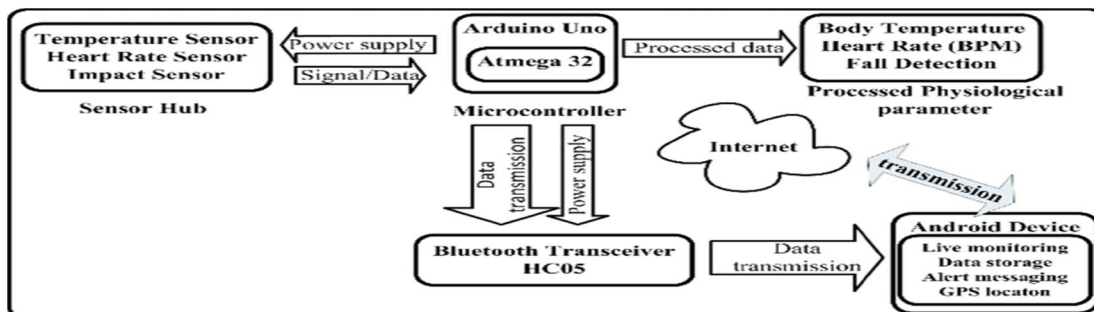 Temperature Sensor
Heart Rate Sensor
Impact Sensor
Sensor Hub
Power supply
Signal/Data
Arduino Uno
Atmega 32
Microcontroller
Processed data
Body Temperature
Heart Rate (BPM)
Fall Detection
Processed Physiological
parameter
Data
transmission
Power supply
Internet
transmission
Bluetooth Transceiver
HC05
Data
transmission
Android Device
Live monitoring
Data storage
Alert messaging
GPS locaton